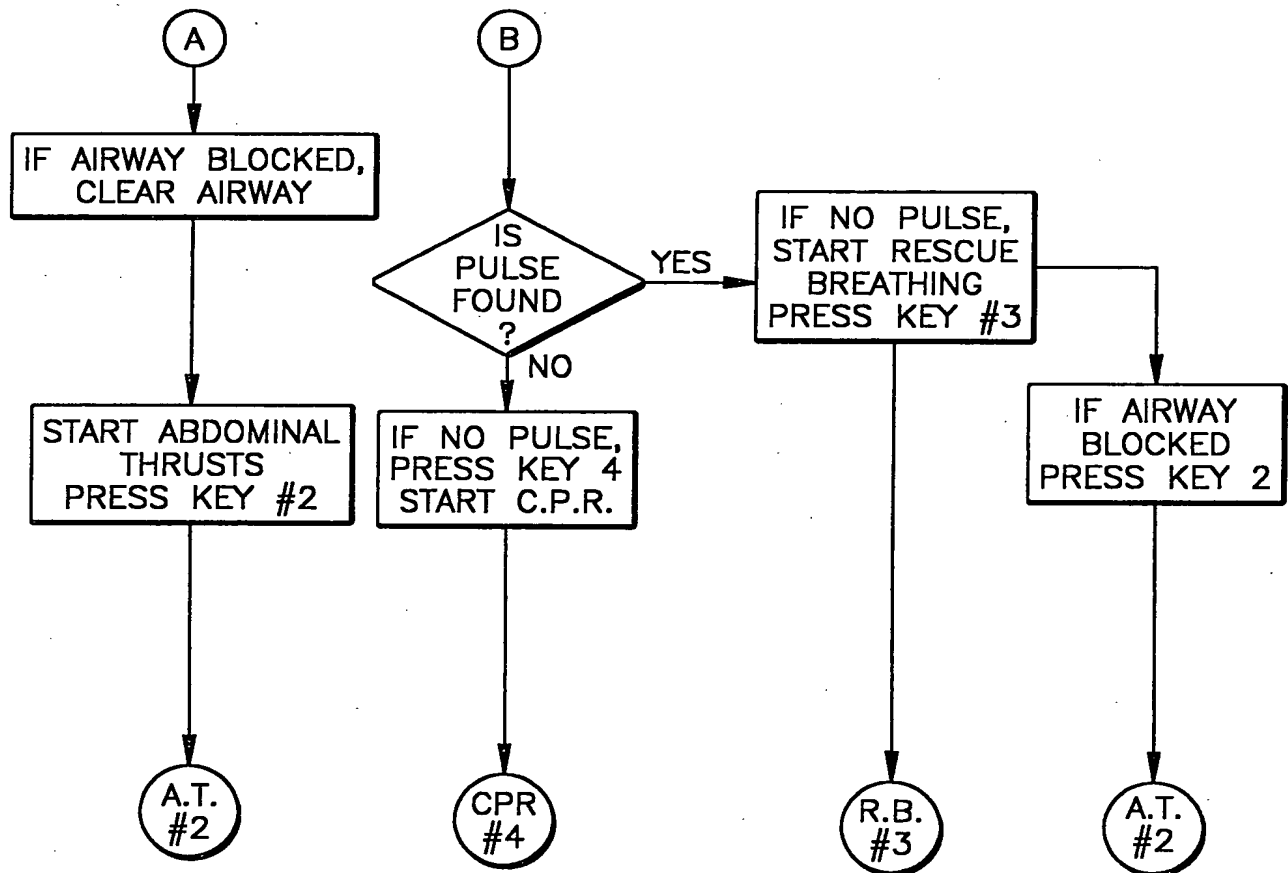 A
IF AIRWAY BLOCKED,
CLEAR AIRWAY
START ABDOMINAL
THRUSTS
PRESS KEY #2
A.T.
#2
B
IS
PULSE
FOUND
?
YES
NO
IF NO PULSE,
PRESS KEY 4
START C.P.R.
CPR
#4
IF NO PULSE,
START RESCUE
BREATHING
PRESS KEY #3
R.B.
#3
IF AIRWAY
BLOCKED
PRESS KEY 2
A.T.
#2